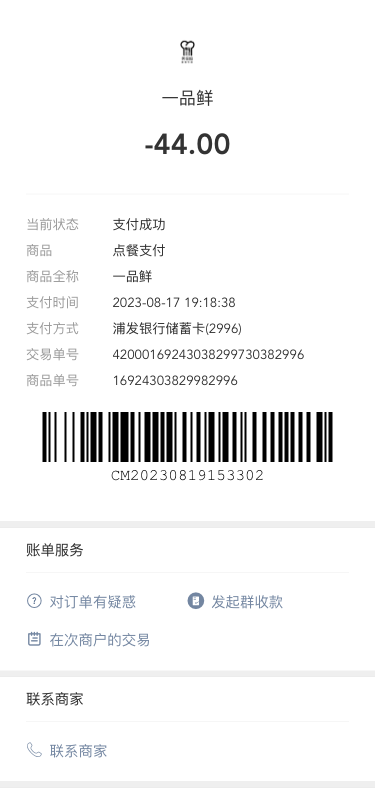 一品鲜
-44.00
当前状态 支付成功
商品 点餐支付
商品全称 一品鲜
支付时间 2023-08-17 19:18:38
支付方式 浦发银行储蓄卡(2996)
交易单号 42000169243038299730382996
商品单号 16924303829982996
CM20230819153302
账单服务
对订单有疑惑 发起群收款
在次商户的交易
联系商家
联系商家